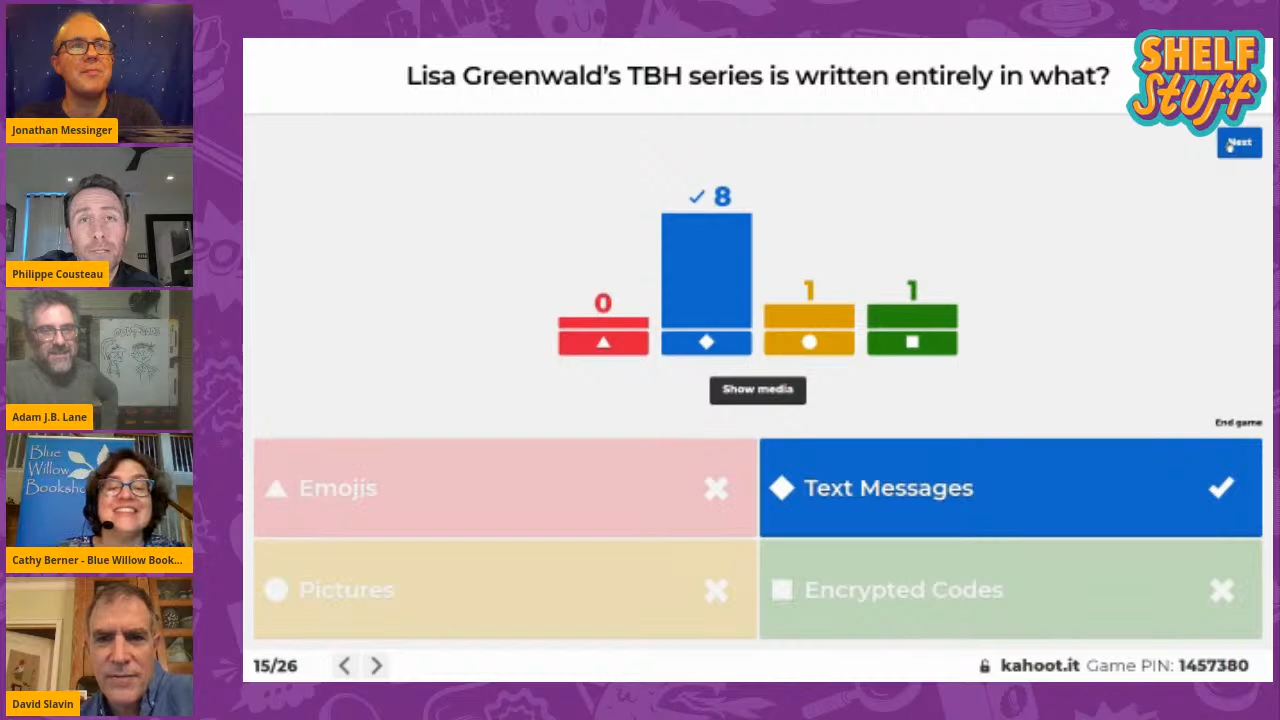 Jonathan Messinger
Philippe Cousteau
Adam J.B. Lane
Blue
Willow
Booksho
Cathy Berner - Blue Willow Book...
David Slavin
Lisa Greenwald's TBH series is written entirely in what?
SHELF
Stuff
Next
0
8
1
1
Show media
End game
Emojis
Text Messages
Pictures
Encrypted Codes
15/26
kahoot.it Game PIN: 1457380